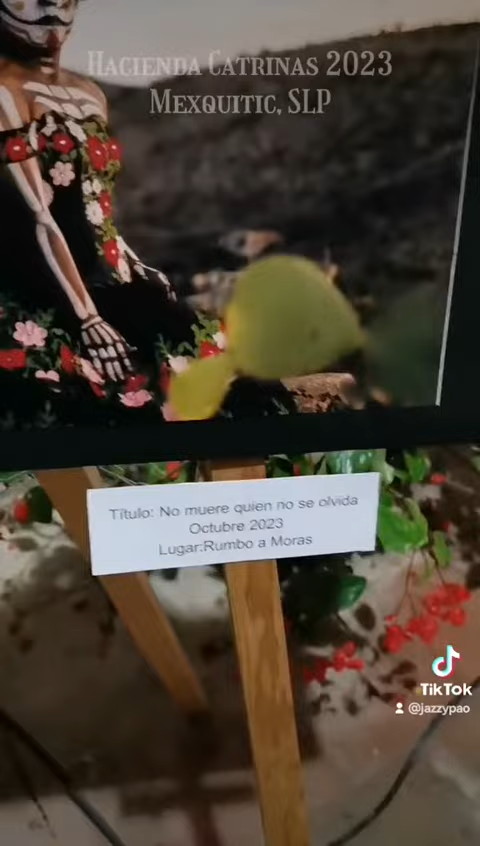 HACIENDA CATRINAS 2023
MEXQUITIC, SLP
Título: No muere quien no se olvida
Octubre 2023
Lugar:Rumbo a Moras
TikTok
@jazzypao